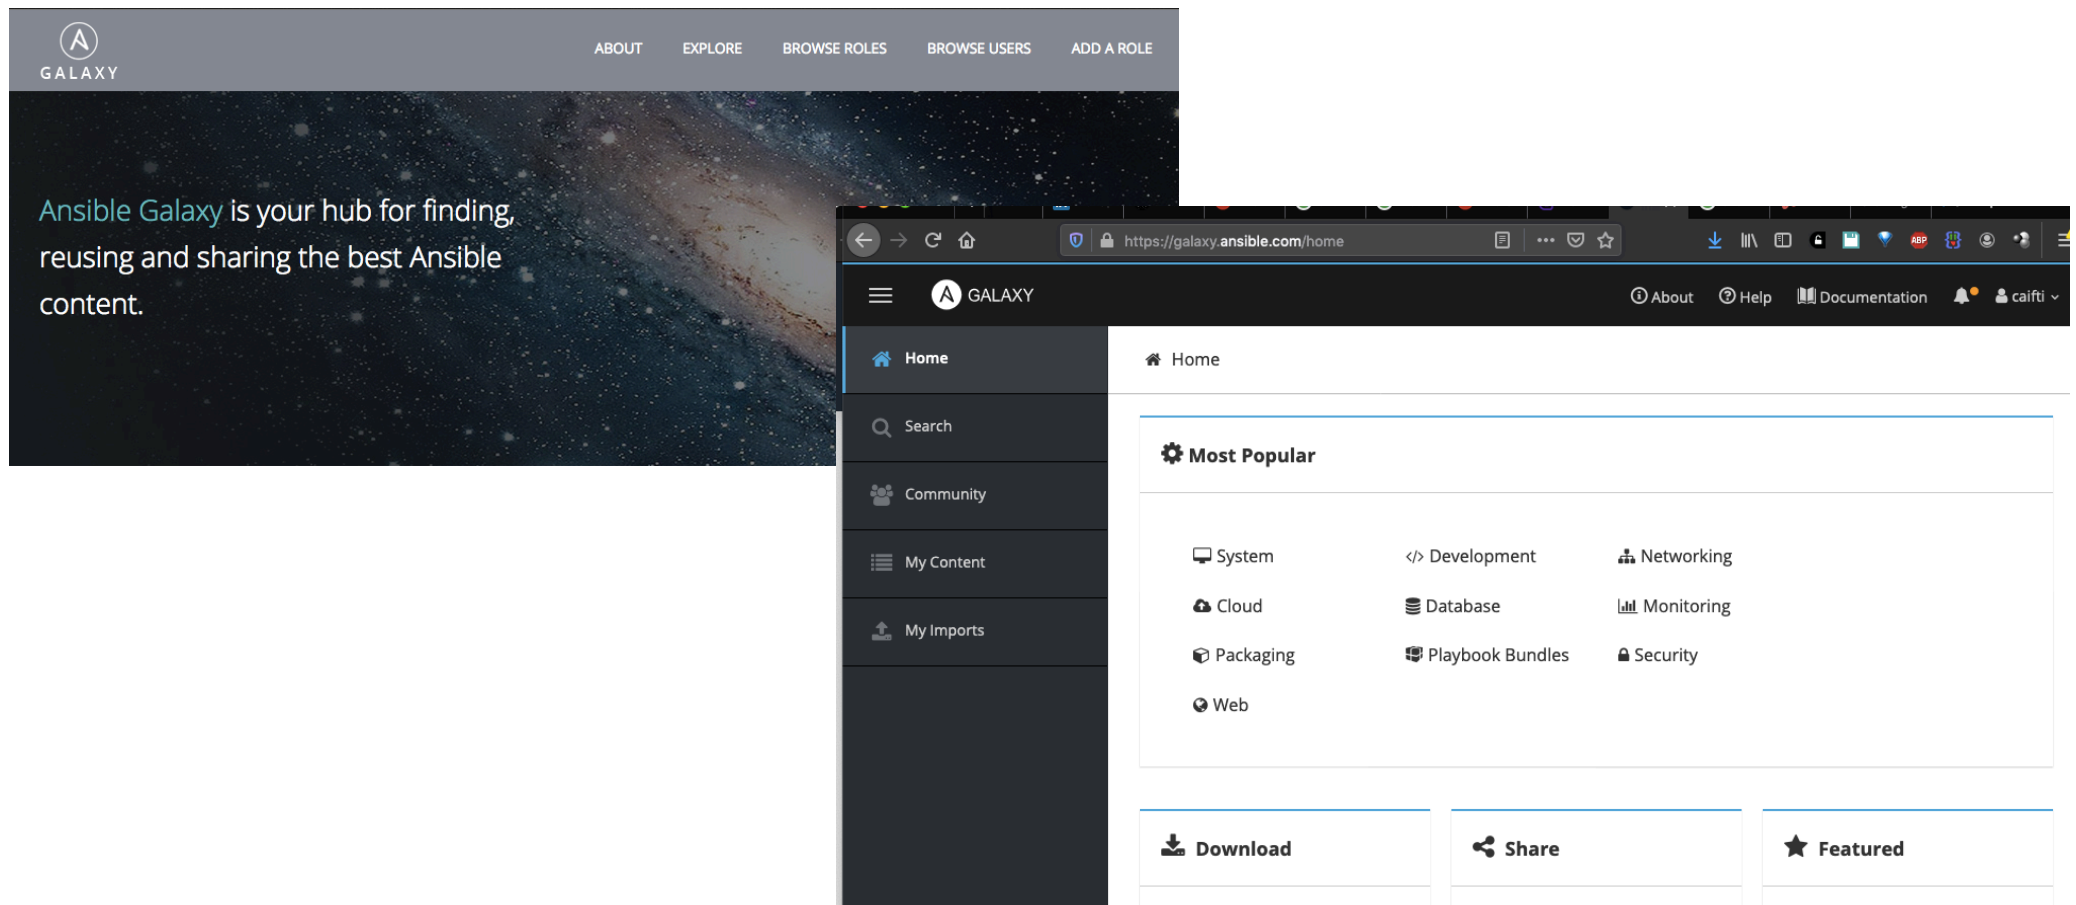 GALAXY
ABOUT EXPLORE BROWSE ROLES BROWSE USERS ADD A ROLE
Ansible Galaxy is your hub for finding,
reusing and sharing the best Ansible
content.
https://galaxy.ansible.com/home
ABP
GALAXY
About Help Documentation caifti
Home
Search
Community
My Content
My Imports
Home
Most Popular
System Development Networking
Cloud Database Monitoring
Packaging Playbook Bundles Security
Web
Download Share Featured